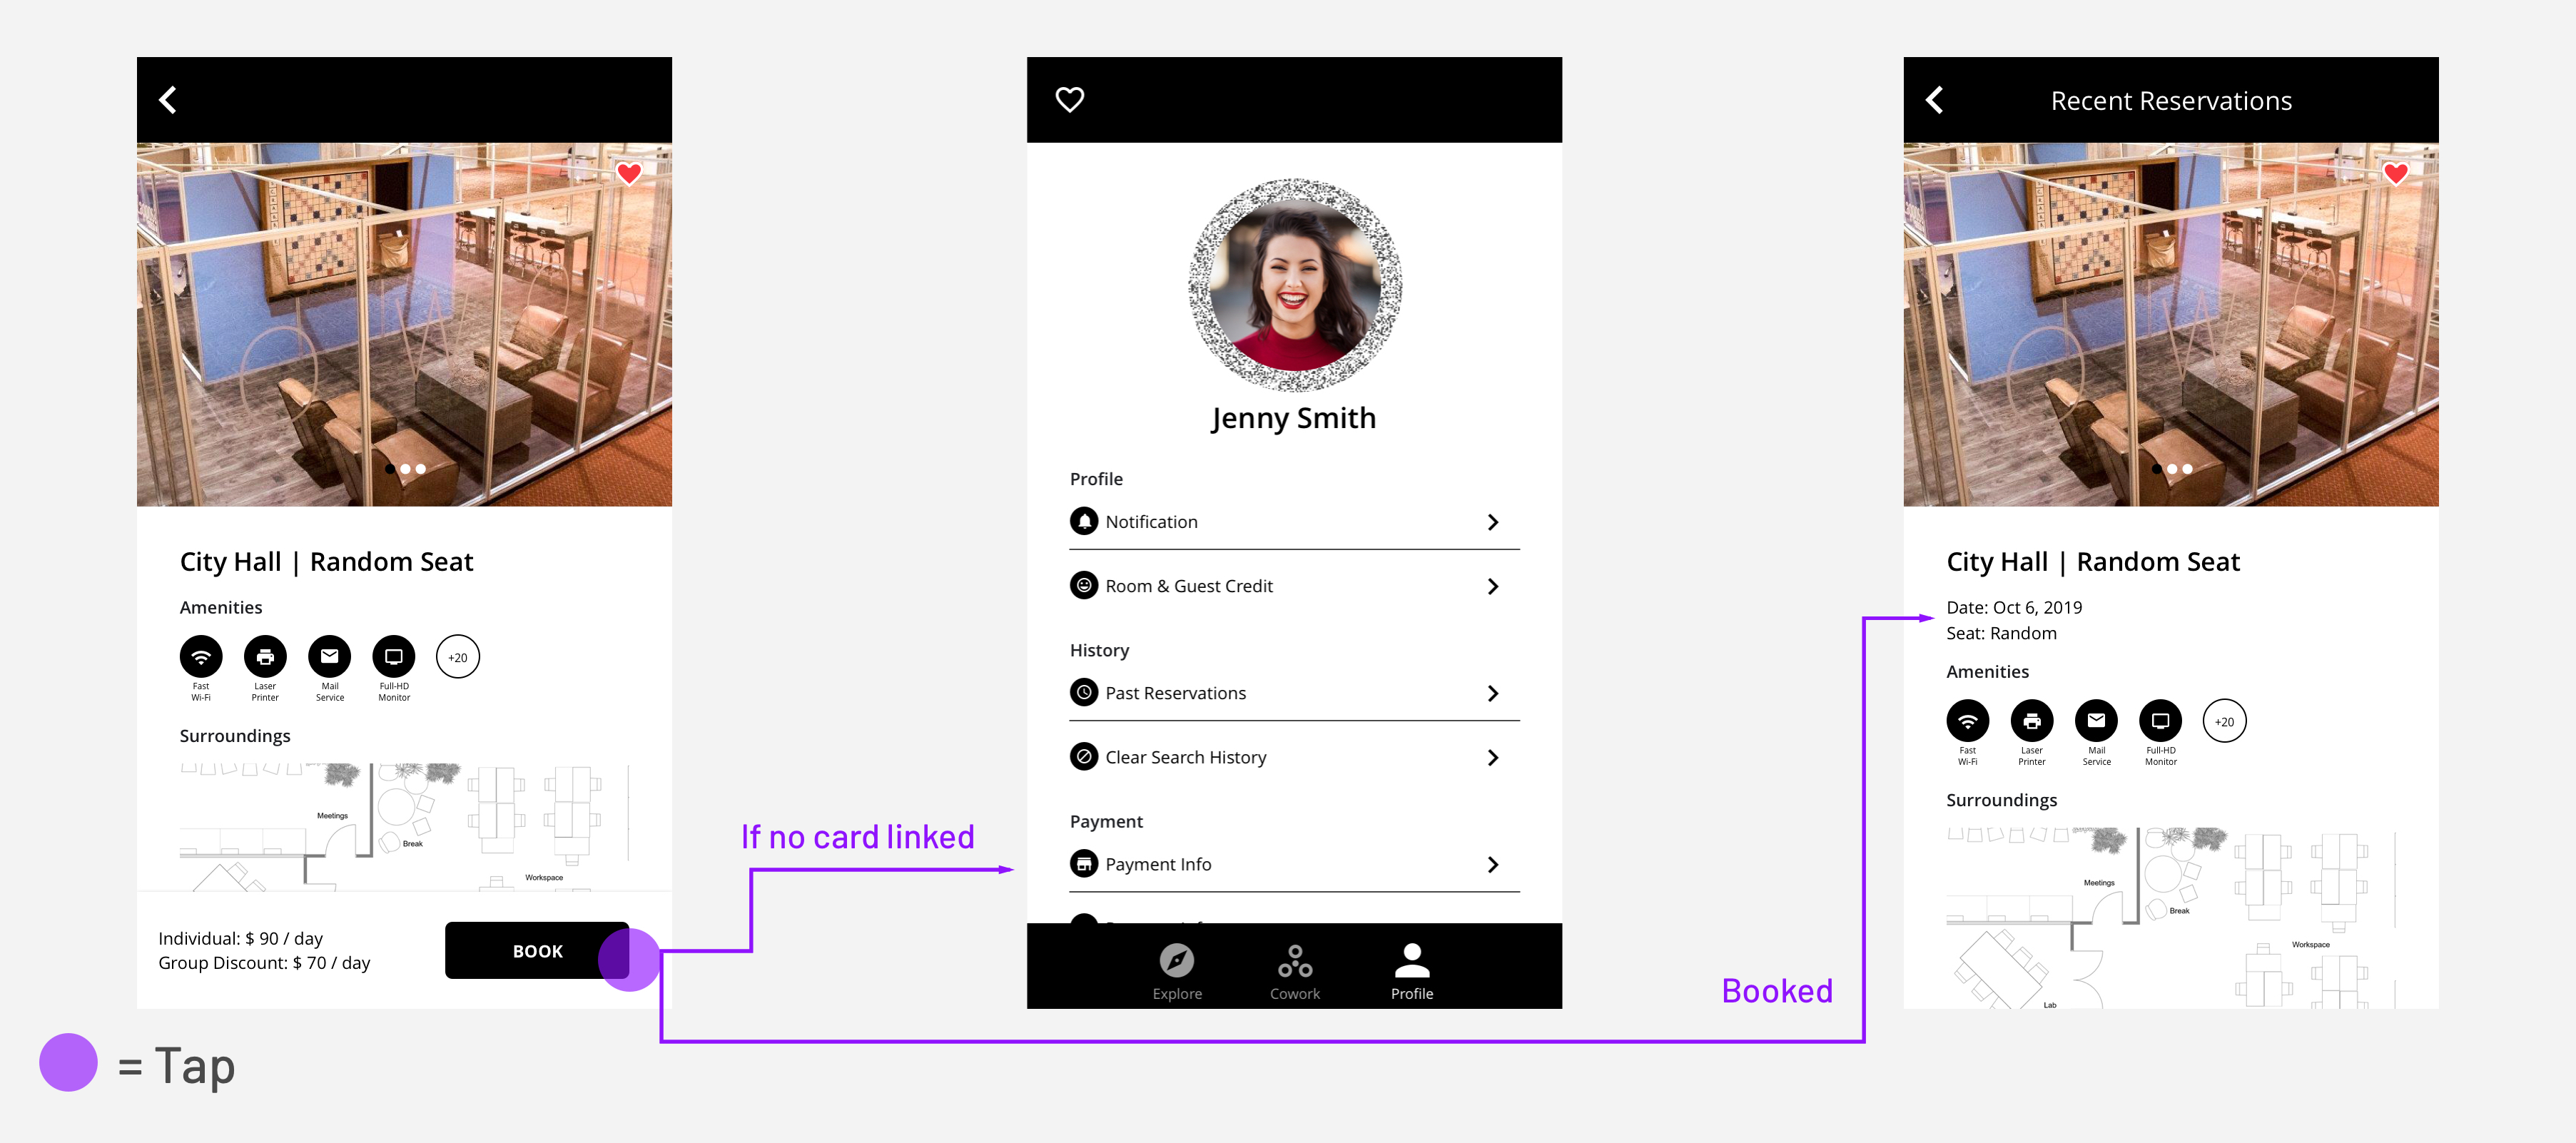 City Hall | Random Seat
Amenities
Fast
Wi-Fi
Laser
Printer
Mail
Service
Full-HD
Monitor
+20
Surroundings
Meetings
Break
Workspace
Individual: $ 90 / day
Group Discount: $ 70 / day
BOOK
= Tap
If no card linked
Jenny Smith
Profile
Notification
Room & Guest Credit
History
Past Reservations
Clear Search History
Payment
Payment Info
Explore
Cowork
Profile
Booked
Recent Reservations
City Hall | Random Seat
Date: Oct 6, 2019
Seat: Random
Amenities
Fast
Wi-Fi
Laser
Printer
Mail
Service
Full-HD
Monitor
+20
Surroundings
Meetings
Break
Workspace
Lab